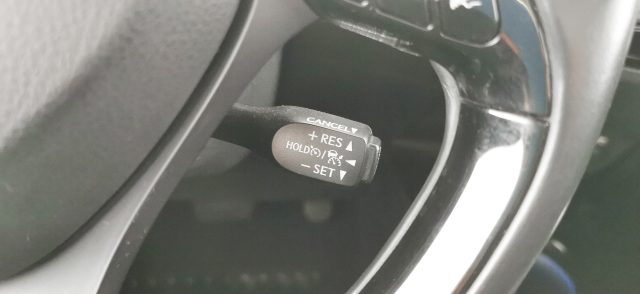 CANCEL ▼
+ RES ▲
HOLD /
− SET ▼